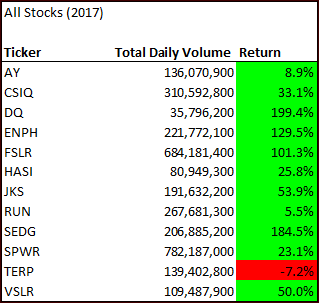 All Stocks (2017)
Ticker Total Daily Volume Return
AY 136,070,900 8.9%
CSIQ 310,592,800 33.1%
DQ 35,796,200 199.4%
ENPH 221,772,100 129.5%
FSLR 684,181,400 101.3%
HASI 80,949,300 25.8%
JKS 191,632,200 53.9%
RUN 267,681,300 5.5%
SEDG 206,885,200 184.5%
SPWR 782,187,000 23.1%
TERP 139,402,800 -7.2%
VSLR 109,487,900 50.0%